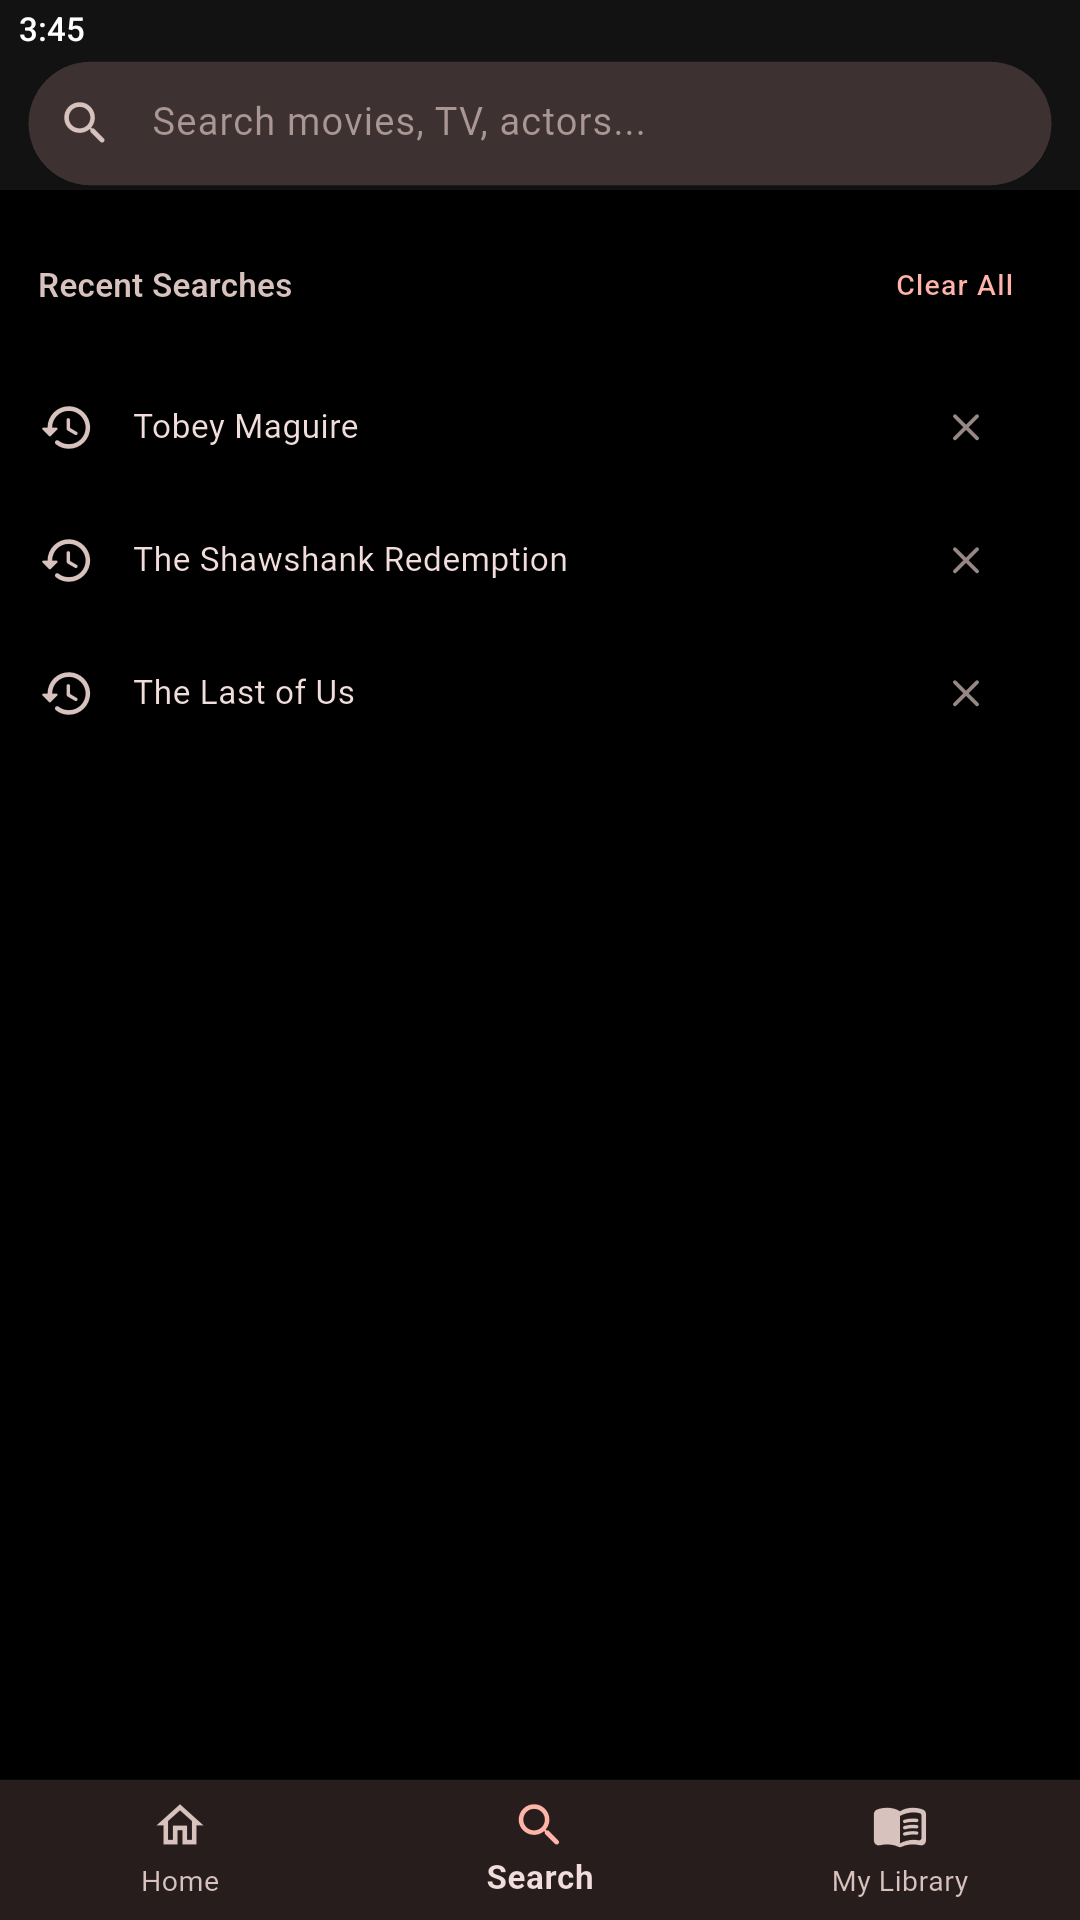 3:45
Search movies, TV, actors...
Recent Searches
Clear All
Tobey Maguire
The Shawshank Redemption
The Last of Us
Home
Search
My Library